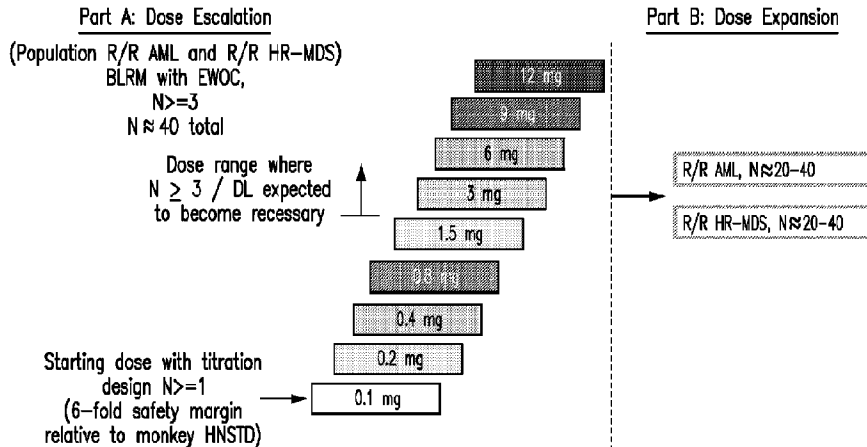 Part A: Dose Escalation
(Population R/R AML and R/R HR-MDS)
BLRM with EWOC,
N>=3
N≈40 total
Dose range where
N ≥ 3 / DL expected
to become recessary
Starting dose with titration
design N>=1
(6-fold safety margin
relative to monkey HNSTD)
12 mg
9 mg
6 mg
3 mg
1.5 mg
0.8 mg
0.4 mg
0.2 mg
0.1 mg
Part B: Dose Expansion
R/R AML, N≈20-40
R/R HR-MDS, N≈20-40